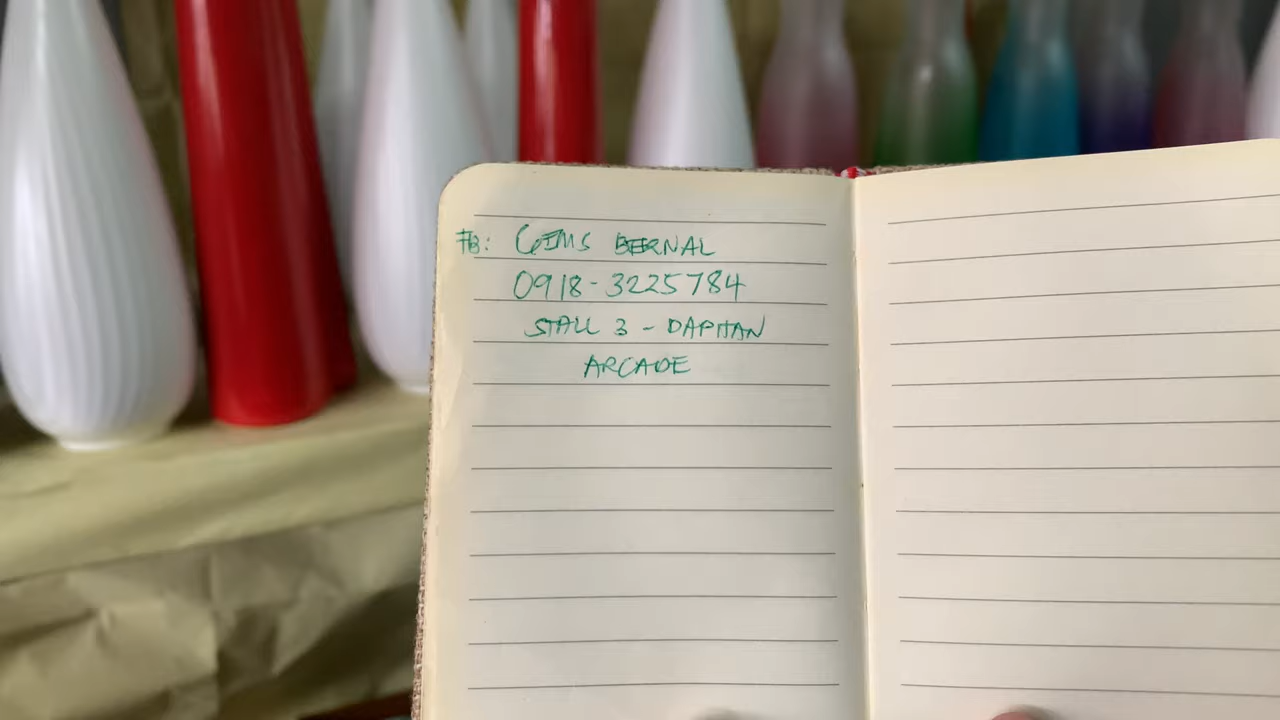 FB: GEMS BERNAL
0918-3225784
STALL 3 - DAPITAN
ARCADE